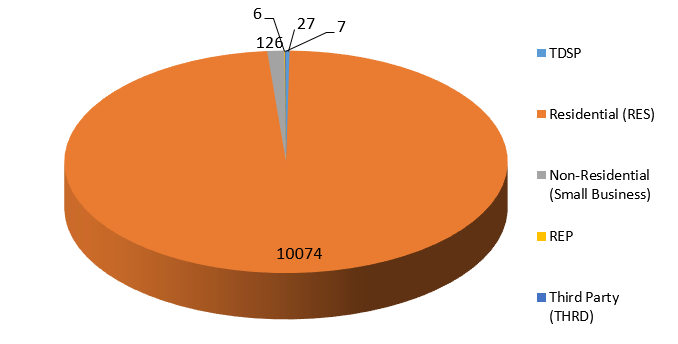 6
27
7
126
10074
TDSP
Residential (RES)
Non-Residential
(Small Business)
REP
Third Party
(THRD)